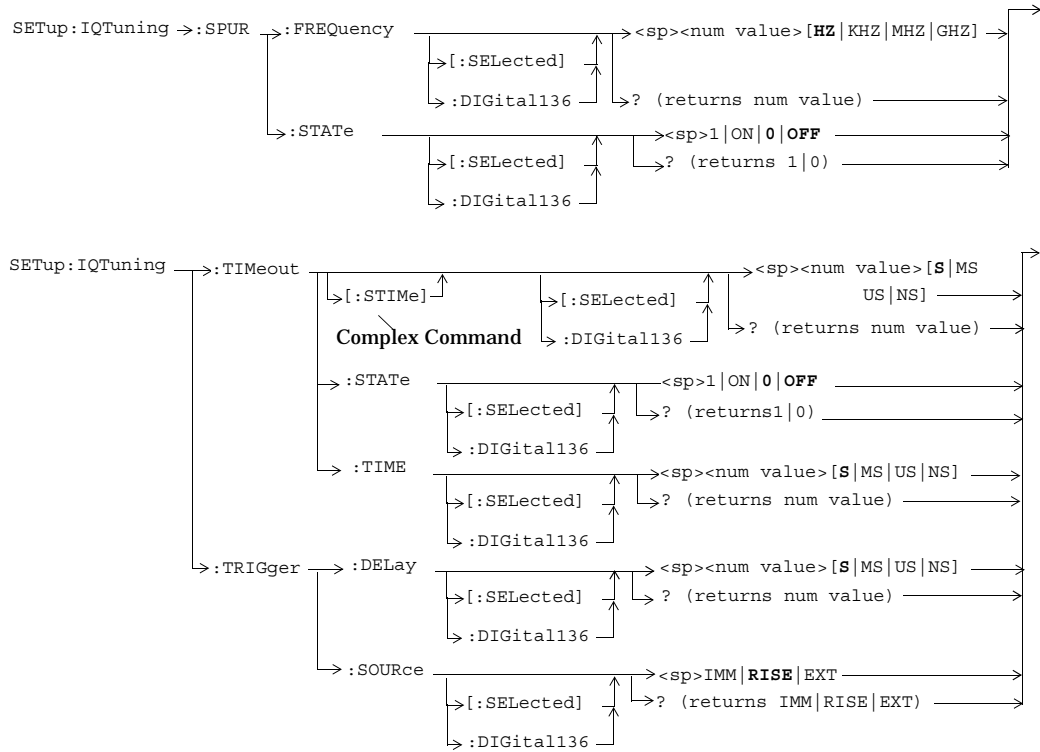 SETup:IQTuning :SPUR :FREQuency <sp><num value>[HZ|KHZ|MHZ|GHZ]
[:SELected]
:DIGital136 ? (returns num value)
:STATe <sp>1|ON|0|OFF
[:SELected] ? (returns 1|0)
:DIGital136
SETup:IQTuning :TIMeout <sp><num value>[S|MS
[:STIMe] [:SELected] US|NS]
Complex Command :DIGital136 ? (returns num value)
:STATe <sp>1|ON|0|OFF
[:SELected] ? (returns1|0)
:DIGital136
:TIME <sp><num value>[S|MS|US|NS]
[:SELected] ? (returns num value)
:DIGital136
:TRIGger :DELay <sp><num value>[S|MS|US|NS]
[:SELected] ? (returns num value)
:DIGital136
:SOURce <sp>IMM|RISE|EXT
[:SELected] ? (returns IMM|RISE|EXT)
:DIGital136